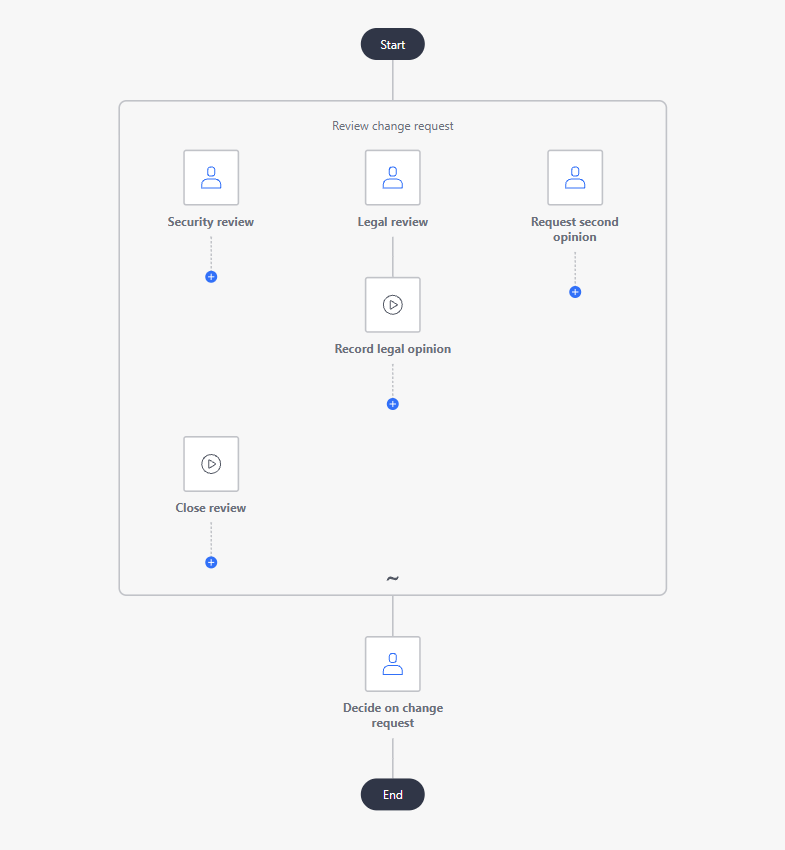 Start
Review change request
Security review
Legal review
Request second
opinion
Record legal opinion
Close review
~
Decide on change
request
End